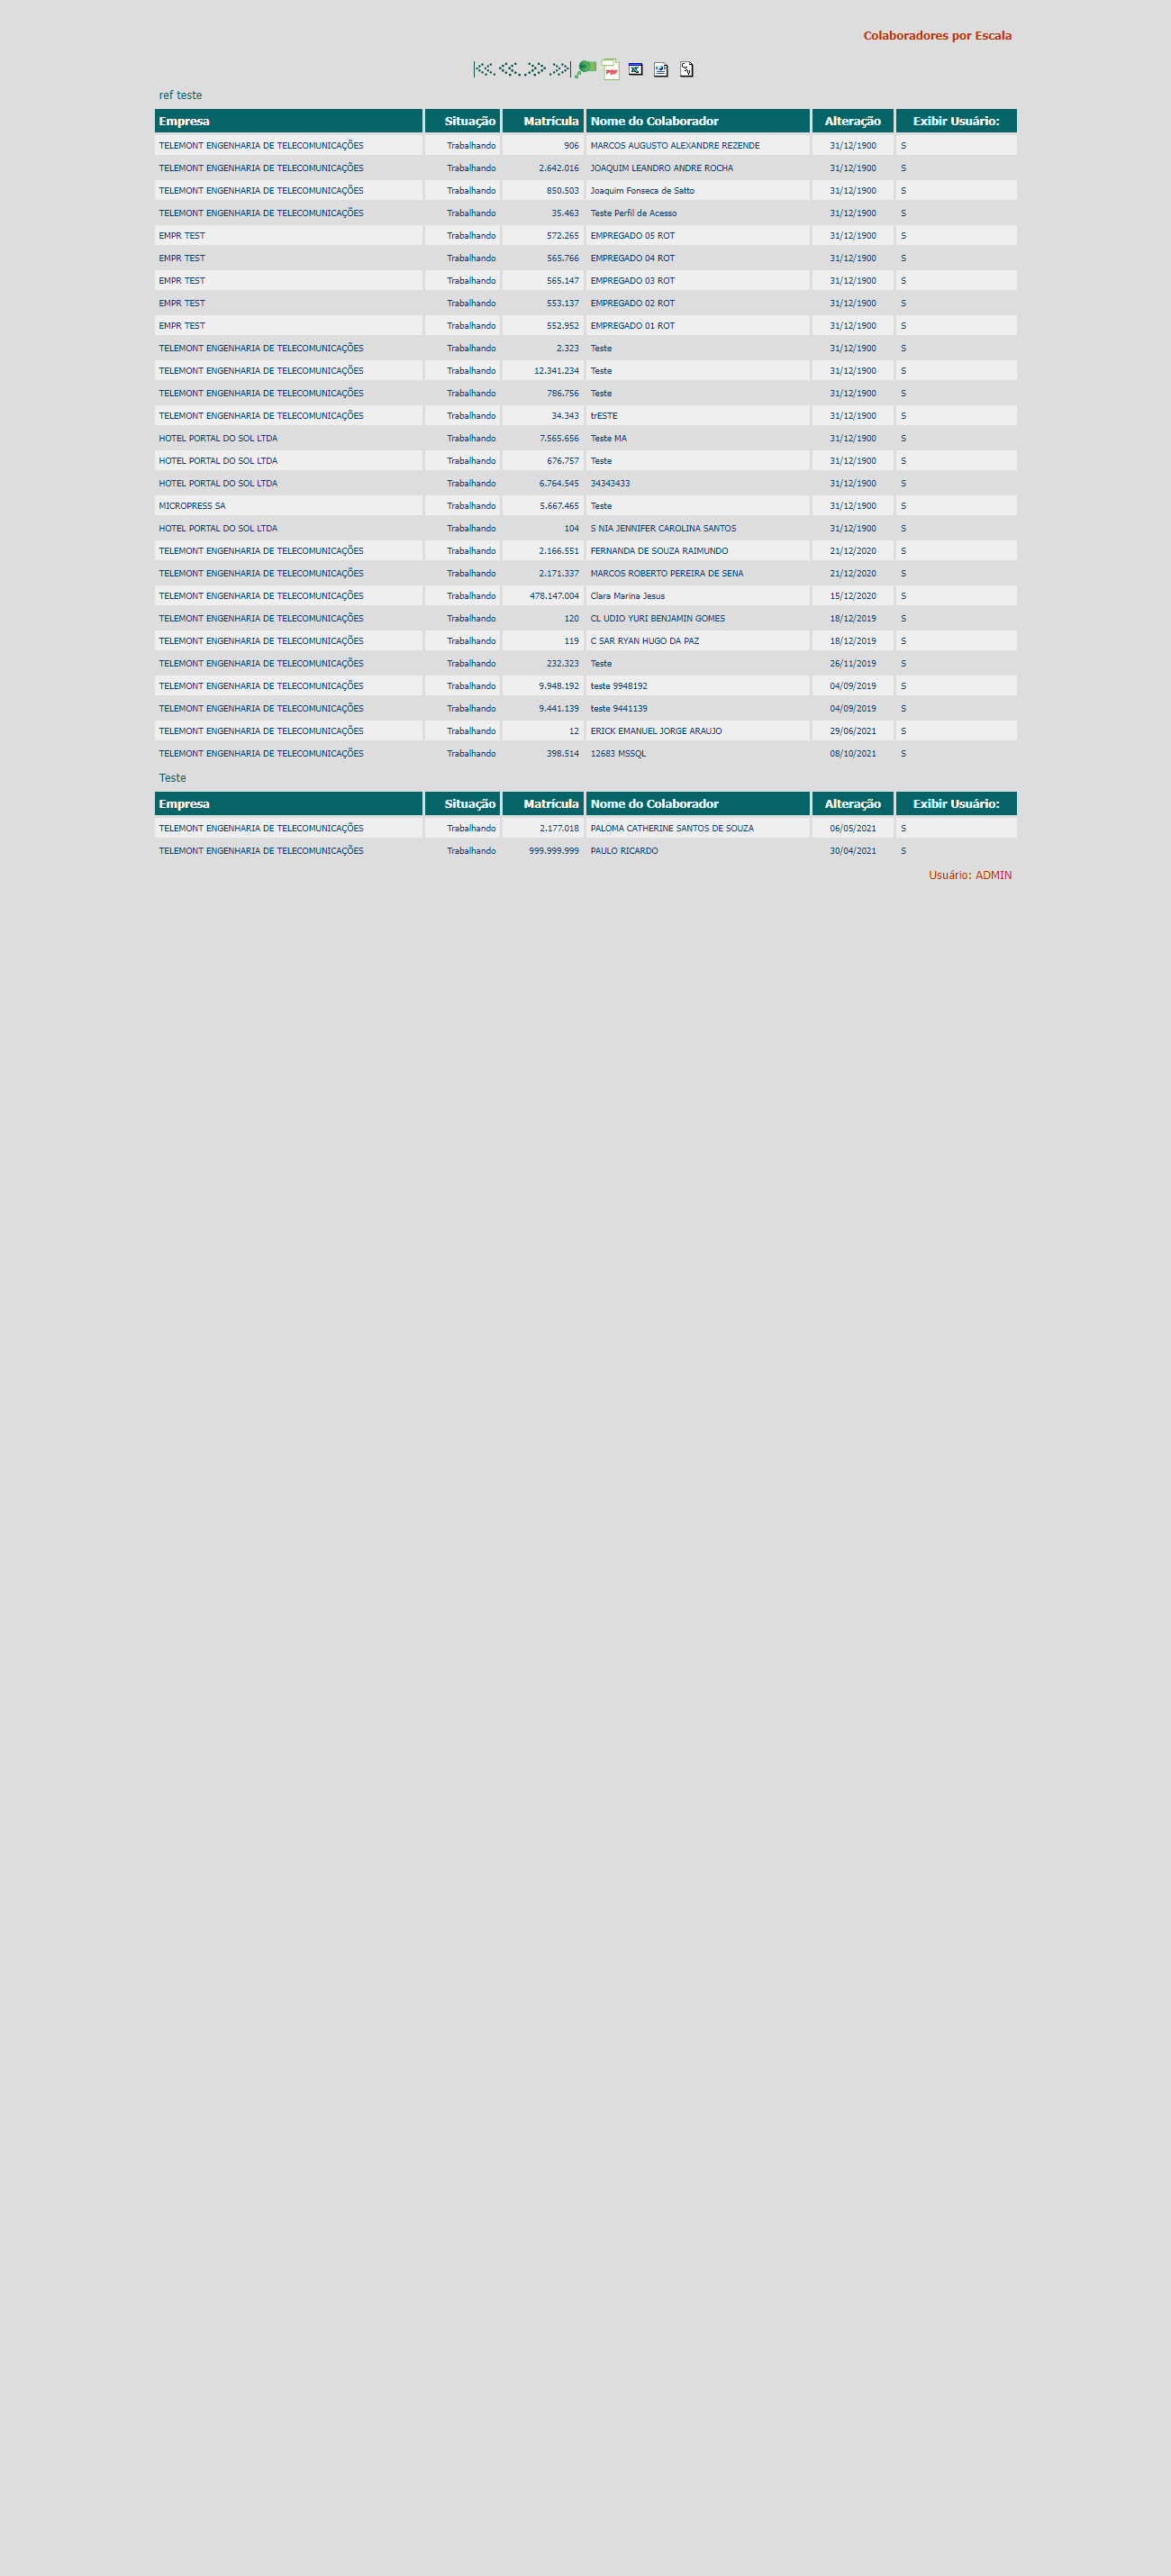 Colaboradores por Escala
PDF
ref teste
Empresa Situação Matrícula Nome do Colaborador Alteração Exibir Usuário:
TELEMONT ENGENHARIA DE TELECOMUNICAÇÕES Trabalhando 906 MARCOS AUGUSTO ALEXANDRE REZENDE 31/12/1900 S
TELEMONT ENGENHARIA DE TELECOMUNICAÇÕES Trabalhando 2.642.016 JOAQUIM LEANDRO ANDRE ROCHA 31/12/1900 S
TELEMONT ENGENHARIA DE TELECOMUNICAÇÕES Trabalhando 850.503 Joaquim Fonseca de Satto 31/12/1900 S
TELEMONT ENGENHARIA DE TELECOMUNICAÇÕES Trabalhando 35.463 Teste Perfil de Acesso 31/12/1900 S
EMPR TEST Trabalhando 572.265 EMPREGADO 05 ROT 31/12/1900 S
EMPR TEST Trabalhando 565.766 EMPREGADO 04 ROT 31/12/1900 S
EMPR TEST Trabalhando 565.147 EMPREGADO 03 ROT 31/12/1900 S
EMPR TEST Trabalhando 553.137 EMPREGADO 02 ROT 31/12/1900 S
EMPR TEST Trabalhando 552.952 EMPREGADO 01 ROT 31/12/1900 S
TELEMONT ENGENHARIA DE TELECOMUNICAÇÕES Trabalhando 2.323 Teste 31/12/1900 S
TELEMONT ENGENHARIA DE TELECOMUNICAÇÕES Trabalhando 12.341.234 Teste 31/12/1900 S
TELEMONT ENGENHARIA DE TELECOMUNICAÇÕES Trabalhando 786.756 Teste 31/12/1900 S
TELEMONT ENGENHARIA DE TELECOMUNICAÇÕES Trabalhando 34.343 trESTE 31/12/1900 S
HOTEL PORTAL DO SOL LTDA Trabalhando 7.565.656 Teste MA 31/12/1900 S
HOTEL PORTAL DO SOL LTDA Trabalhando 676.757 Teste 31/12/1900 S
HOTEL PORTAL DO SOL LTDA Trabalhando 6.764.545 34343433 31/12/1900 S
MICROPRESS SA Trabalhando 5.667.465 Teste 31/12/1900 S
HOTEL PORTAL DO SOL LTDA Trabalhando 104 S NIA JENNIFER CAROLINA SANTOS 31/12/1900 S
TELEMONT ENGENHARIA DE TELECOMUNICAÇÕES Trabalhando 2.166.551 FERNANDA DE SOUZA RAIMUNDO 21/12/2020 S
TELEMONT ENGENHARIA DE TELECOMUNICAÇÕES Trabalhando 2.171.337 MARCOS ROBERTO PEREIRA DE SENA 21/12/2020 S
TELEMONT ENGENHARIA DE TELECOMUNICAÇÕES Trabalhando 478.147.004 Clara Marina Jesus 15/12/2020 S
TELEMONT ENGENHARIA DE TELECOMUNICAÇÕES Trabalhando 120 CL UDIO YURI BENJAMIN GOMES 18/12/2019 S
TELEMONT ENGENHARIA DE TELECOMUNICAÇÕES Trabalhando 119 C SAR RYAN HUGO DA PAZ 18/12/2019 S
TELEMONT ENGENHARIA DE TELECOMUNICAÇÕES Trabalhando 232.323 Teste 26/11/2019 S
TELEMONT ENGENHARIA DE TELECOMUNICAÇÕES Trabalhando 9.948.192 teste 9948192 04/09/2019 S
TELEMONT ENGENHARIA DE TELECOMUNICAÇÕES Trabalhando 9.441.139 teste 9441139 04/09/2019 S
TELEMONT ENGENHARIA DE TELECOMUNICAÇÕES Trabalhando 12 ERICK EMANUEL JORGE ARAUJO 29/06/2021 S
TELEMONT ENGENHARIA DE TELECOMUNICAÇÕES Trabalhando 398.514 12683 MSSQL 08/10/2021 S
Teste
Empresa Situação Matrícula Nome do Colaborador Alteração Exibir Usuário:
TELEMONT ENGENHARIA DE TELECOMUNICAÇÕES Trabalhando 2.177.018 PALOMA CATHERINE SANTOS DE SOUZA 06/05/2021 S
TELEMONT ENGENHARIA DE TELECOMUNICAÇÕES Trabalhando 999.999.999 PAULO RICARDO 30/04/2021 S
Usuário: ADMIN